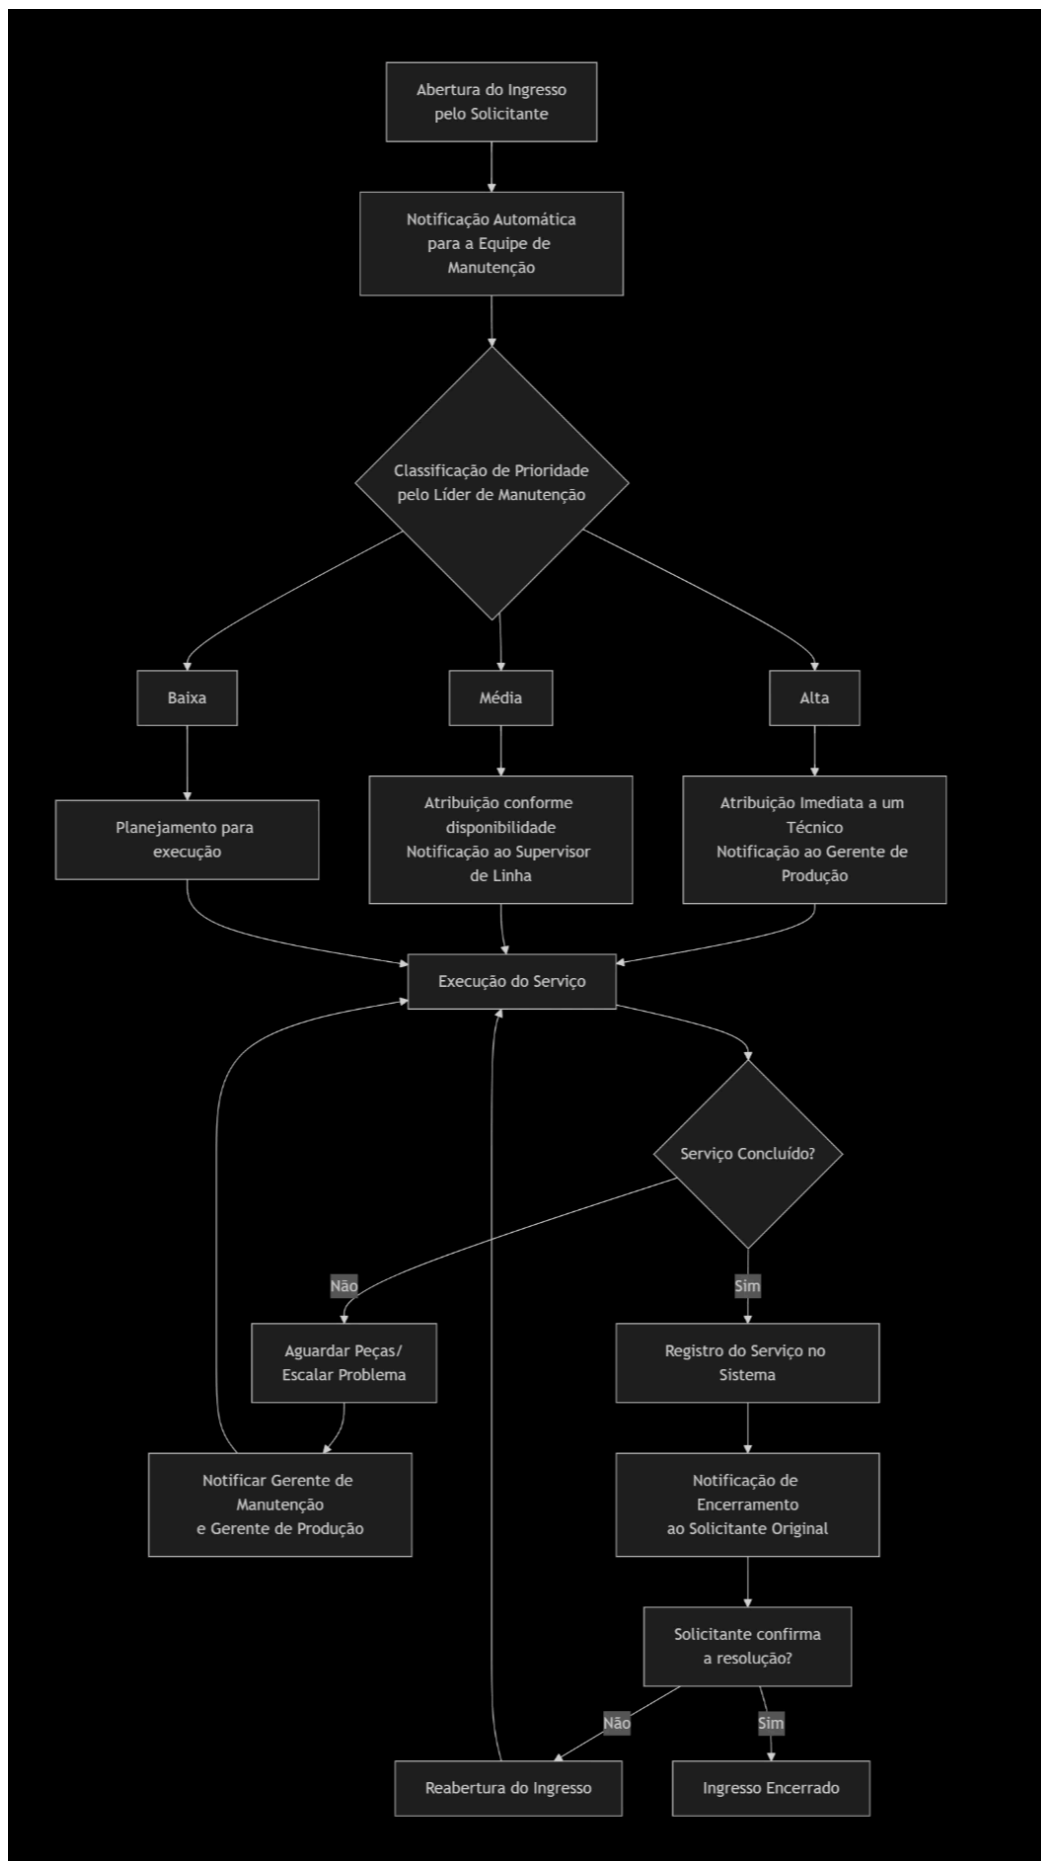 Abertura do Ingresso
pelo Solicitante
Notificação Automática
para a Equipe de
Manutenção
Classificação de Prioridade
pelo Líder de Manutenção
Baixa
Média
Alta
Planejamento para
execução
Atribuição conforme
disponibilidade
Notificação ao Supervisor
de Linha
Atribuição Imediata a um
Técnico
Notificação ao Gerente de
Produção
Execução do Serviço
Serviço Concluído?
Não
Sim
Aguardar Peças/
Escalar Problema
Registro do Serviço no
Sistema
Notificar Gerente de
Manutenção
e Gerente de Produção
Notificação de
Encerramento
ao Solicitante Original
Solicitante confirma
a resolução?
Não
Sim
Reabertura do Ingresso
Ingresso Encerrado